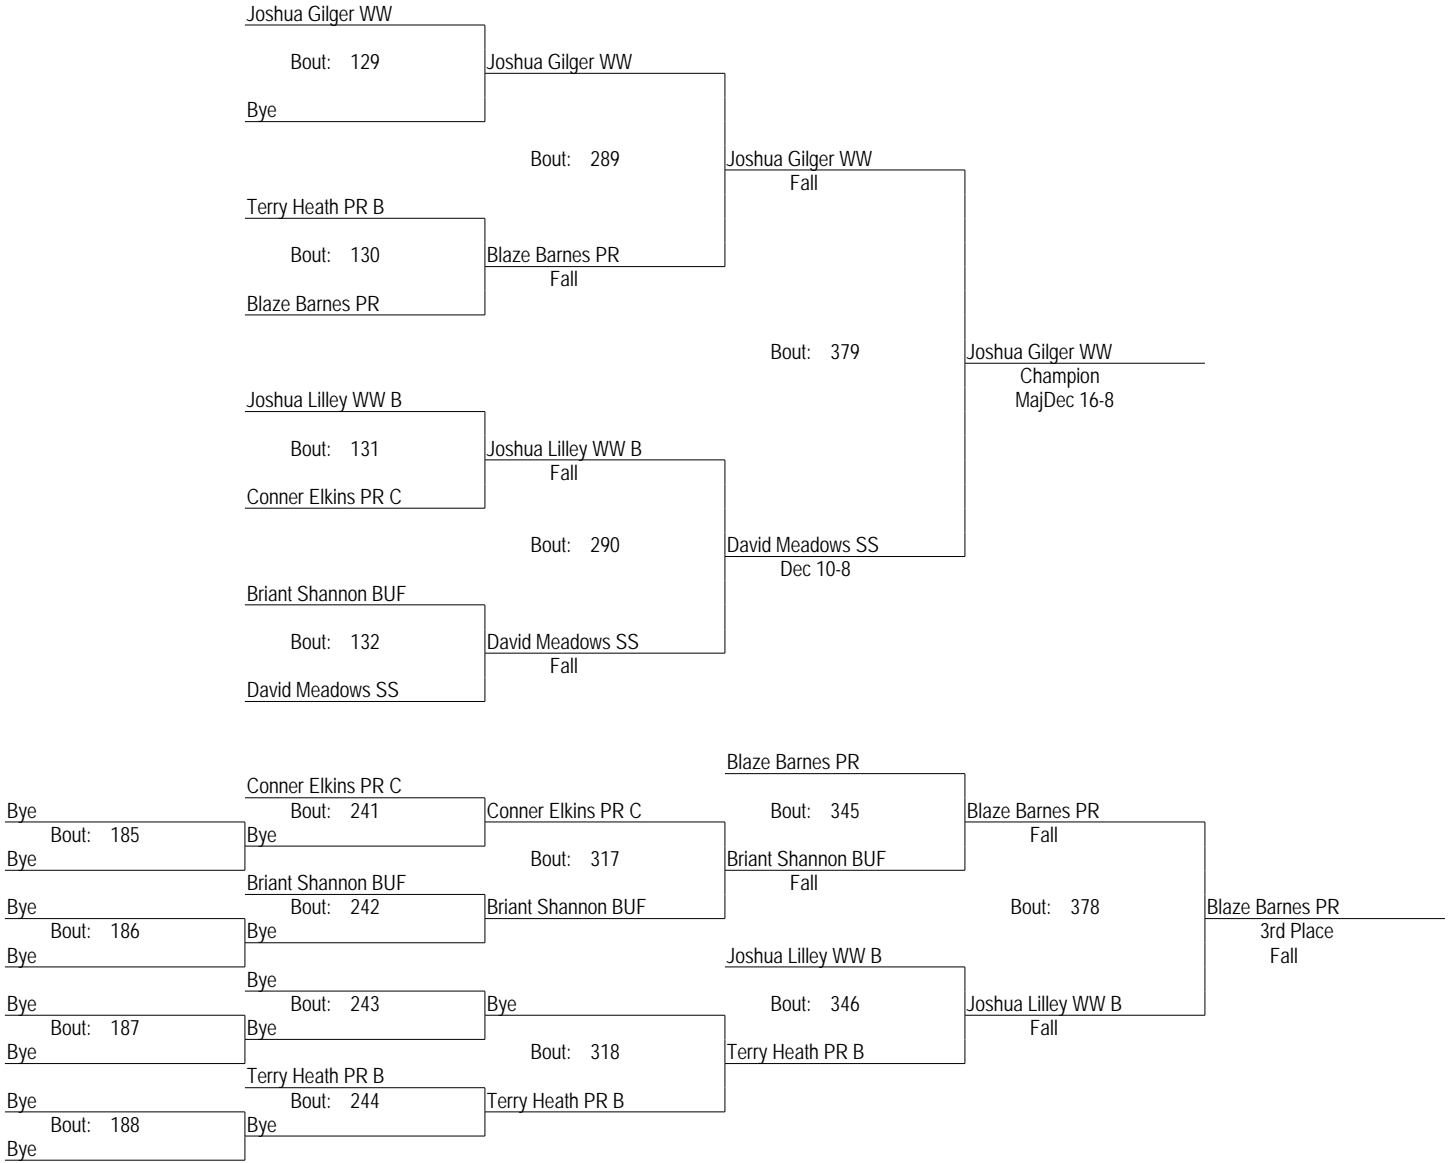 Joshua Gilger WW
Bout: 129
Joshua Gilger WW
Bye
Bout: 289
Joshua Gilger WW
Fall
Terry Heath PR B
Bout: 130
Blaze Barnes PR
Fall
Blaze Barnes PR
Bout: 379
Joshua Gilger WW
Champion
MajDec 16-8
Joshua Lilley WW B
Bout: 131
Joshua Lilley WW B
Fall
Conner Elkins PR C
Bout: 290
David Meadows SS
Dec 10-8
Briant Shannon BUF
Bout: 132
David Meadows SS
Fall
David Meadows SS
Blaze Barnes PR
Conner Elkins PR C
Bye
Bout: 241
Conner Elkins PR C
Bout: 345
Blaze Barnes PR
Bout: 185
Bye
Fall
Bye
Bout: 317
Briant Shannon BUF
Briant Shannon BUF
Fall
Bye
Bout: 242
Briant Shannon BUF
Bout: 378
Blaze Barnes PR
Bout: 186
Bye
3rd Place
Bye
Joshua Lilley WW B
Fall
Bye
Bye
Bout: 243
Bye
Bout: 346
Joshua Lilley WW B
Bout: 187
Bye
Fall
Bye
Bout: 318
Terry Heath PR B
Terry Heath PR B
Bye
Bout: 244
Terry Heath PR B
Bout: 188
Bye
Bye